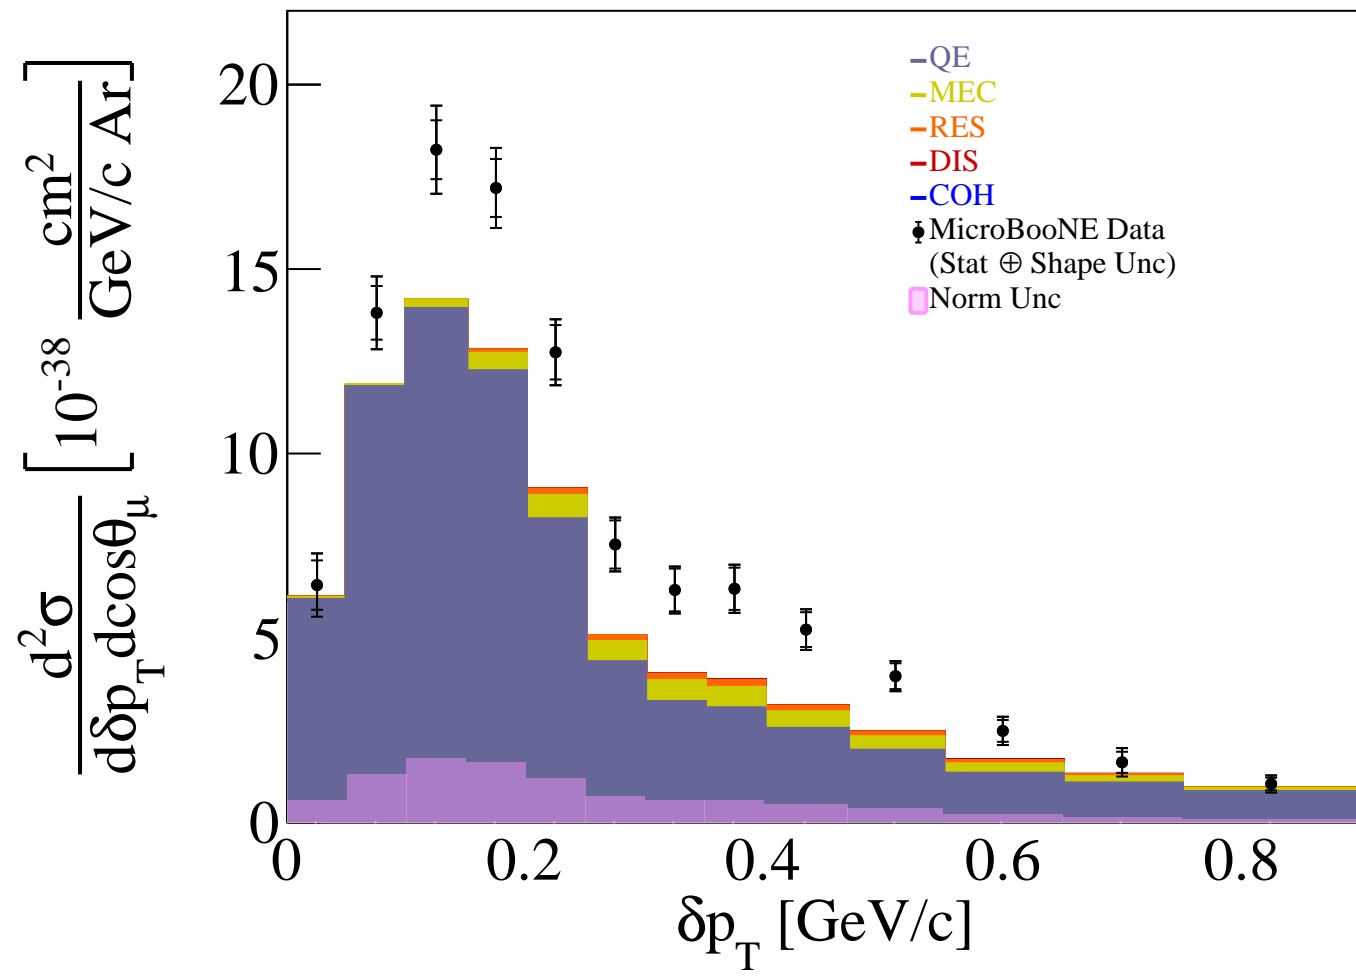 d²σ / dδp_T dcosθ_μ [10⁻³⁸ cm² / GeV/c Ar]
20
15
10
5
0
QE
MEC
RES
DIS
COH
MicroBooNE Data
(Stat ⊕ Shape Unc)
Norm Unc
0 0.2 0.4 0.6 0.8
δp_T [GeV/c]